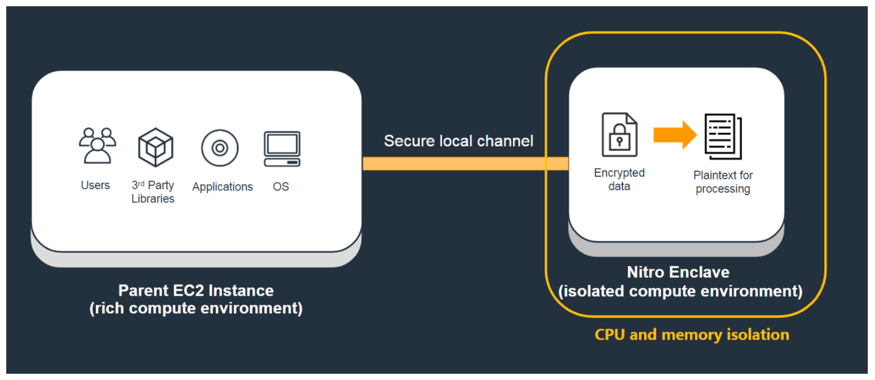 Users
3rd Party
Libraries
Applications
OS
Parent EC2 Instance
(rich compute environment)
Secure local channel
Encrypted
data
Plaintext for
processing
Nitro Enclave
(isolated compute environment)
CPU and memory isolation